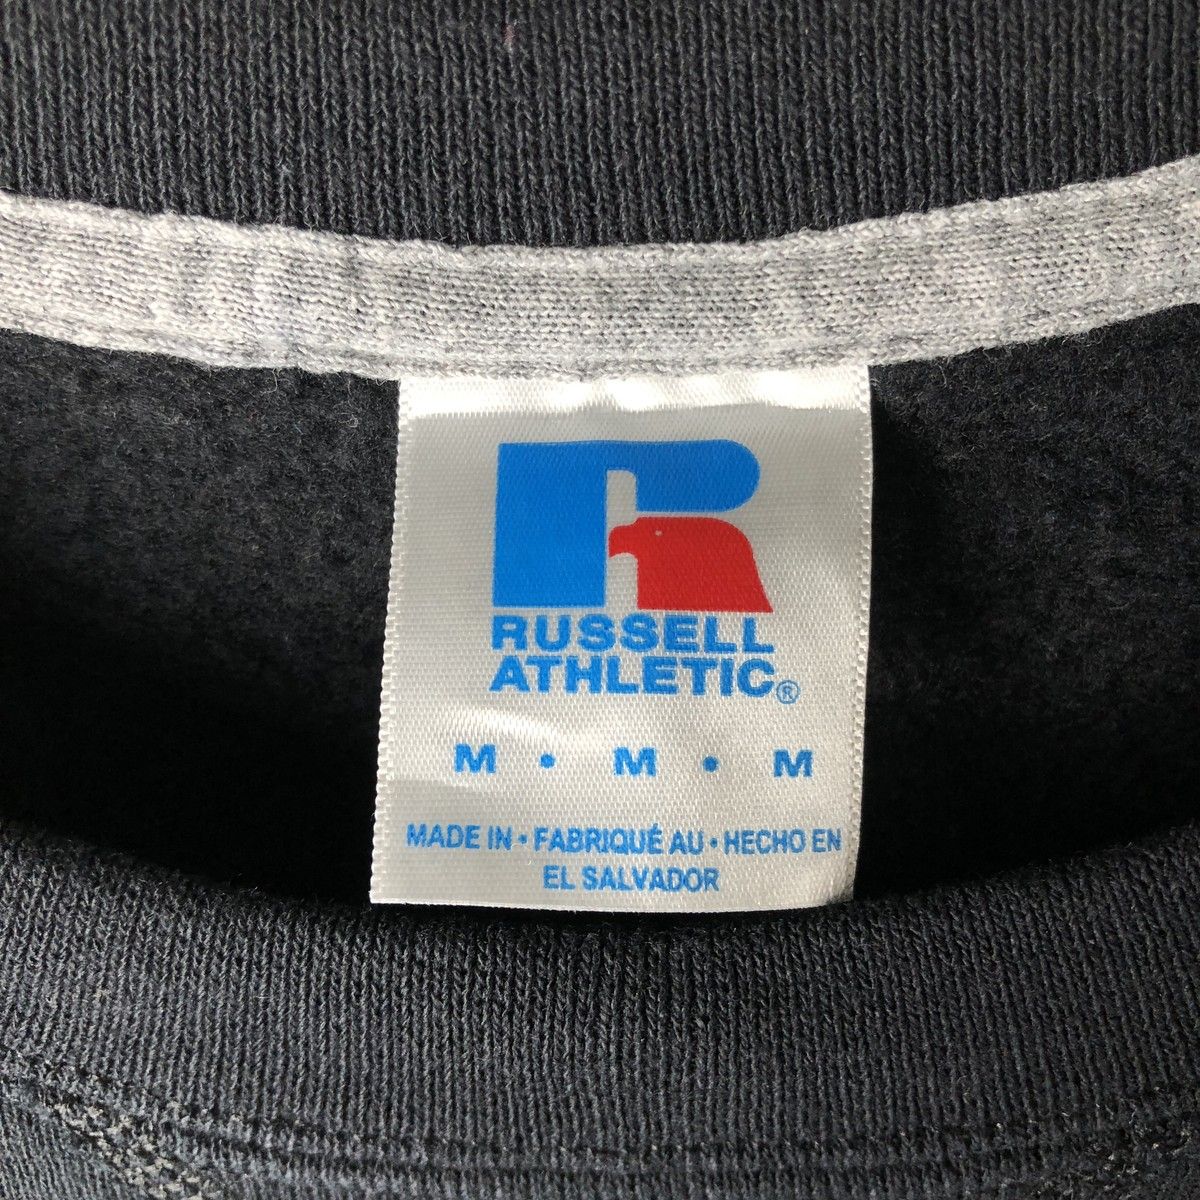 RUSSELL
ATHLETIC®
M • M • M
MADE IN • FABRIQUÉ AU • HECHO EN
EL SALVADOR